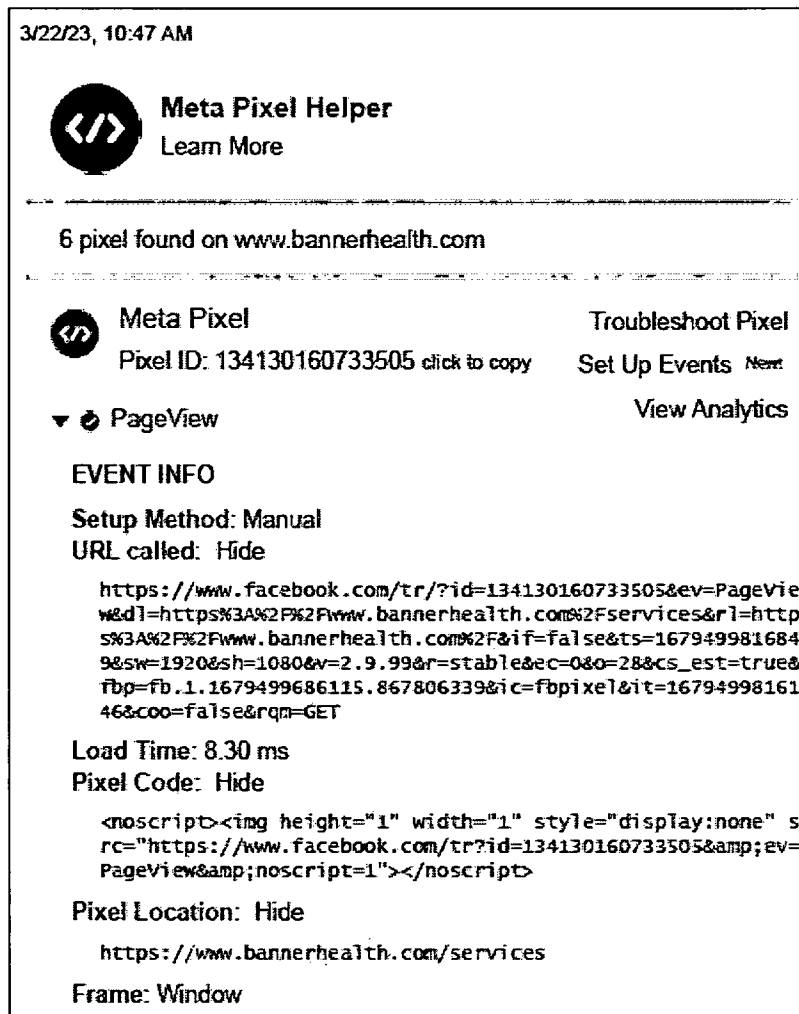 3/22/23, 10:47 AM
Meta Pixel Helper
Learn More
6 pixel found on www.bannerhealth.com
Meta Pixel
Troubleshoot Pixel
Pixel ID: 134130160733505 click to copy
Set Up Events New!
PageView
View Analytics
EVENT INFO
Setup Method: Manual
URL called: Hide
https://www.facebook.com/tr/?id=134130160733505&ev=PageVie
w&dl=https%3A%2F%2Fwww.bannerhealth.com%2Fservices&rl=http
s%3A%2F%2Fwww.bannerhealth.com%2F&if=false&ts=167949981684
9&sw=1920&sh=1080&v=2.9.99&r=stable&ec=0&o=28&cs_est=true&
fbp=fb.1.1679499686115.867806339&ic=fbpixel&it=16794998161
46&coo=false&rqm=GET
Load Time: 8.30 ms
Pixel Code: Hide
<noscript><img height="1" width="1" style="display:none" s
rc="https://www.facebook.com/tr?id=134130160733505&amp;ev=
PageView&amp;noscript=1"></noscript>
Pixel Location: Hide
https://www.bannerhealth.com/services
Frame: Window